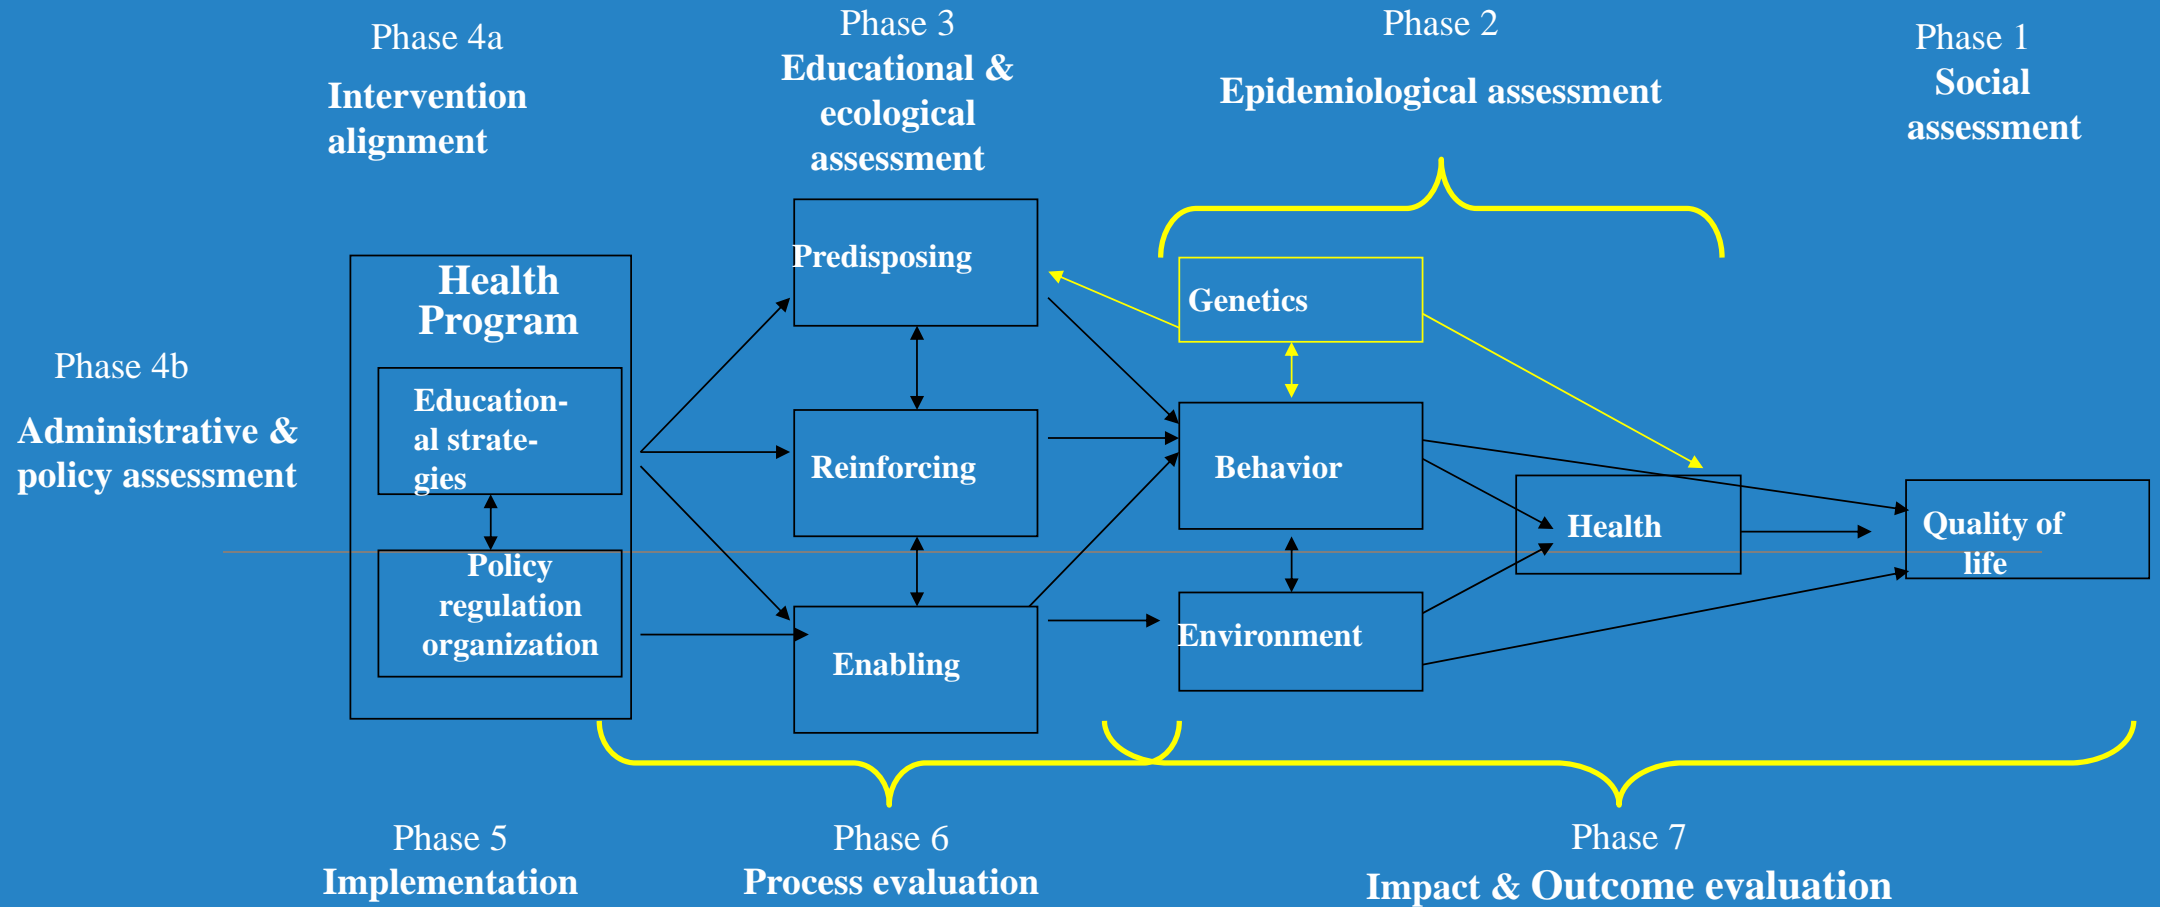 Phase 4a
Intervention
alignment
Phase 3
Educational &
ecological
assessment
Phase 2
Epidemiological assessment
Phase 1
Social
assessment
Phase 4b
Administrative &
policy assessment
Health
Program
Education-
al strate-
gies
Policy
regulation
organization
Predisposing
Reinforcing
Enabling
Genetics
Behavior
Environment
Health
Quality of
life
Phase 5
Implementation
Phase 6
Process evaluation
Phase 7
Impact & Outcome evaluation